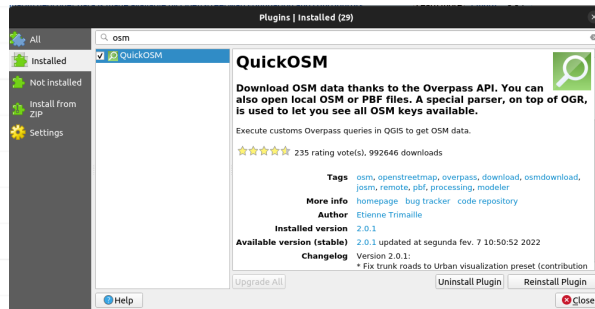 Plugins | Installed (29)
All
Installed
Not installed
Install from
ZIP
Settings
osm
QuickOSM
QuickOSM
Download OSM data thanks to the Overpass API. You can
also open local OSM or PBF files. A special parser, on top of OGR,
is used to let you see all OSM keys available.
Execute customs Overpass queries in QGIS to get OSM data.
235 rating vote(s), 992646 downloads
Tags osm, openstreetmap, overpass, download, osmdownload,
josm, remote, pbf, processing, modeler
More info homepage bug tracker code repository
Author Etienne Trimaille
Installed version 2.0.1
Available version (stable) 2.0.1 updated at segunda fev. 7 10:50:52 2022
Changelog Version 2.0.1:
* Fix trunk roads to Urban visualization preset (contribution
Upgrade All
Uninstall Plugin
Reinstall Plugin
Help
Close